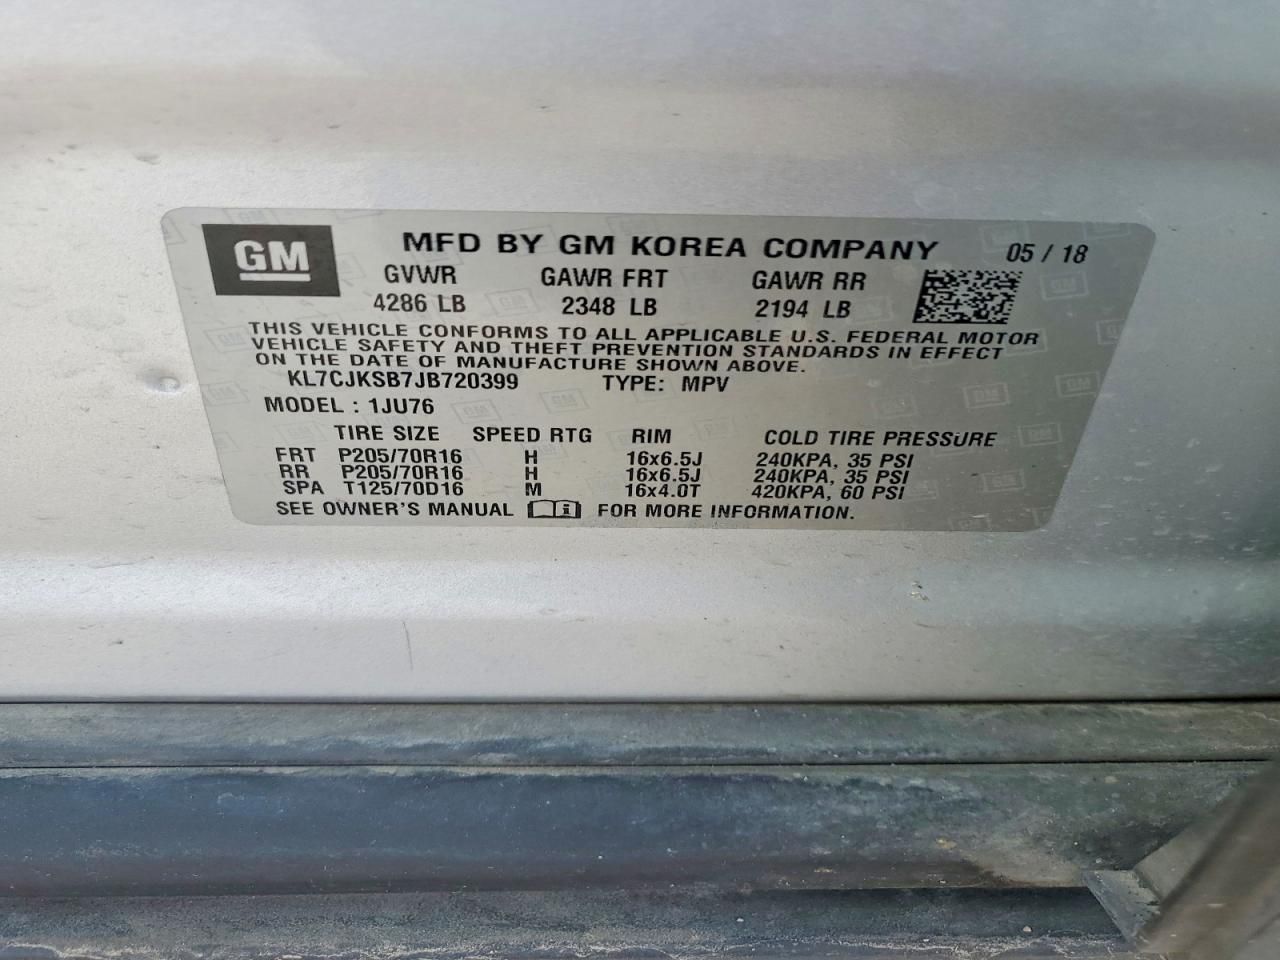 GM MFD BY GM KOREA COMPANY 05 / 18
GVWR GAWR FRT GAWR RR
4286 LB 2348 LB 2194 LB
THIS VEHICLE CONFORMS TO ALL APPLICABLE U.S. FEDERAL MOTOR
VEHICLE SAFETY AND THEFT PREVENTION STANDARDS IN EFFECT
ON THE DATE OF MANUFACTURE SHOWN ABOVE.
KL7CJKSB7JB720399 TYPE: MPV
MODEL : 1JU76
TIRE SIZE SPEED RTG RIM COLD TIRE PRESSURE
FRT P205/70R16 H 16x6.5J 240KPA, 35 PSI
RR P205/70R16 H 16x6.5J 240KPA, 35 PSI
SPA T125/70D16 M 16x4.0T 420KPA, 60 PSI
SEE OWNER'S MANUAL FOR MORE INFORMATION.